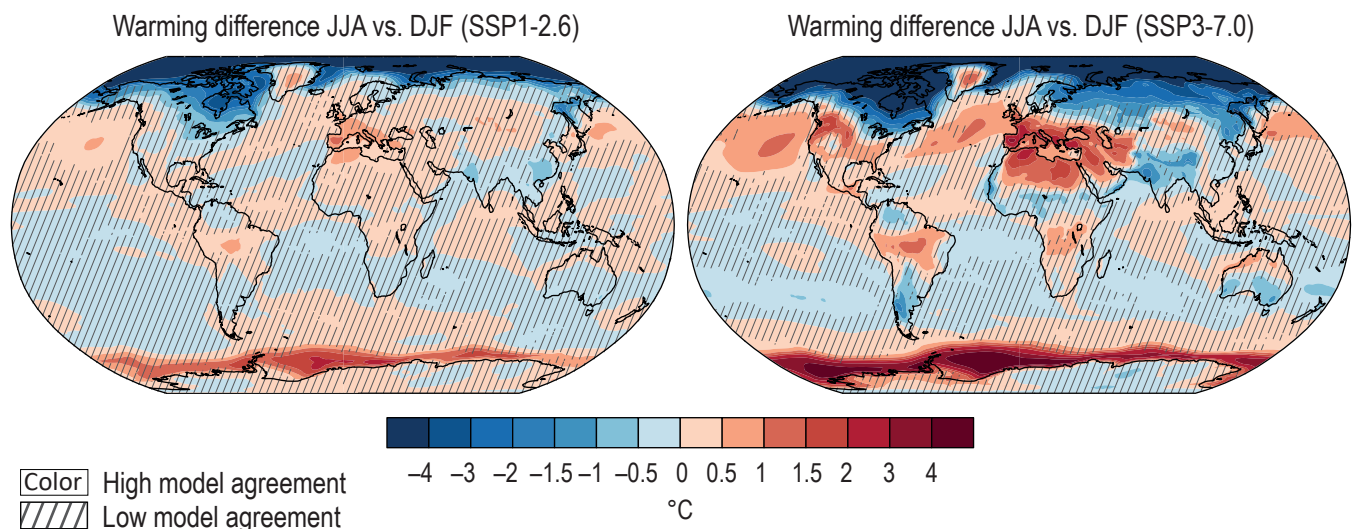 Warming difference JJA vs. DJF (SSP1-2.6)
Warming difference JJA vs. DJF (SSP3-7.0)
–4 –3 –2 –1.5 –1 –0.5 0 0.5 1 1.5 2 3 4
°C
Color High model agreement
Low model agreement